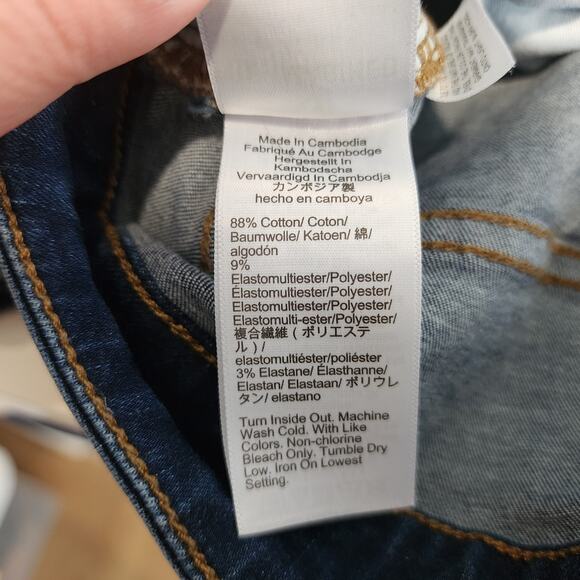 Made In Cambodia
Fabriqué Au Cambodge
Hergestellt In
Kambodscha
Vervaardigd In Cambodja
カンボジア製
hecho en camboya
88% Cotton/ Coton/
Baumwolle/ Katoen/ 綿/
algodón
9%
Elastomultiester/Polyester/
Élastomultiester/Polyester/
Elastomultiester/Polyester/
Elastomulti-ester/Polyester/
複合繊維 ( ポリエステ
ル ) /
elastomultiéster/poliéster
3% Elastane/ Élasthanne/
Elastan/ Elastaan/ ポリウレ
タン/ elastano
Turn Inside Out. Machine
Wash Cold. With Like
Colors. Non-chlorine
Bleach Only. Tumble Dry
Low. Iron On Lowest
Setting.